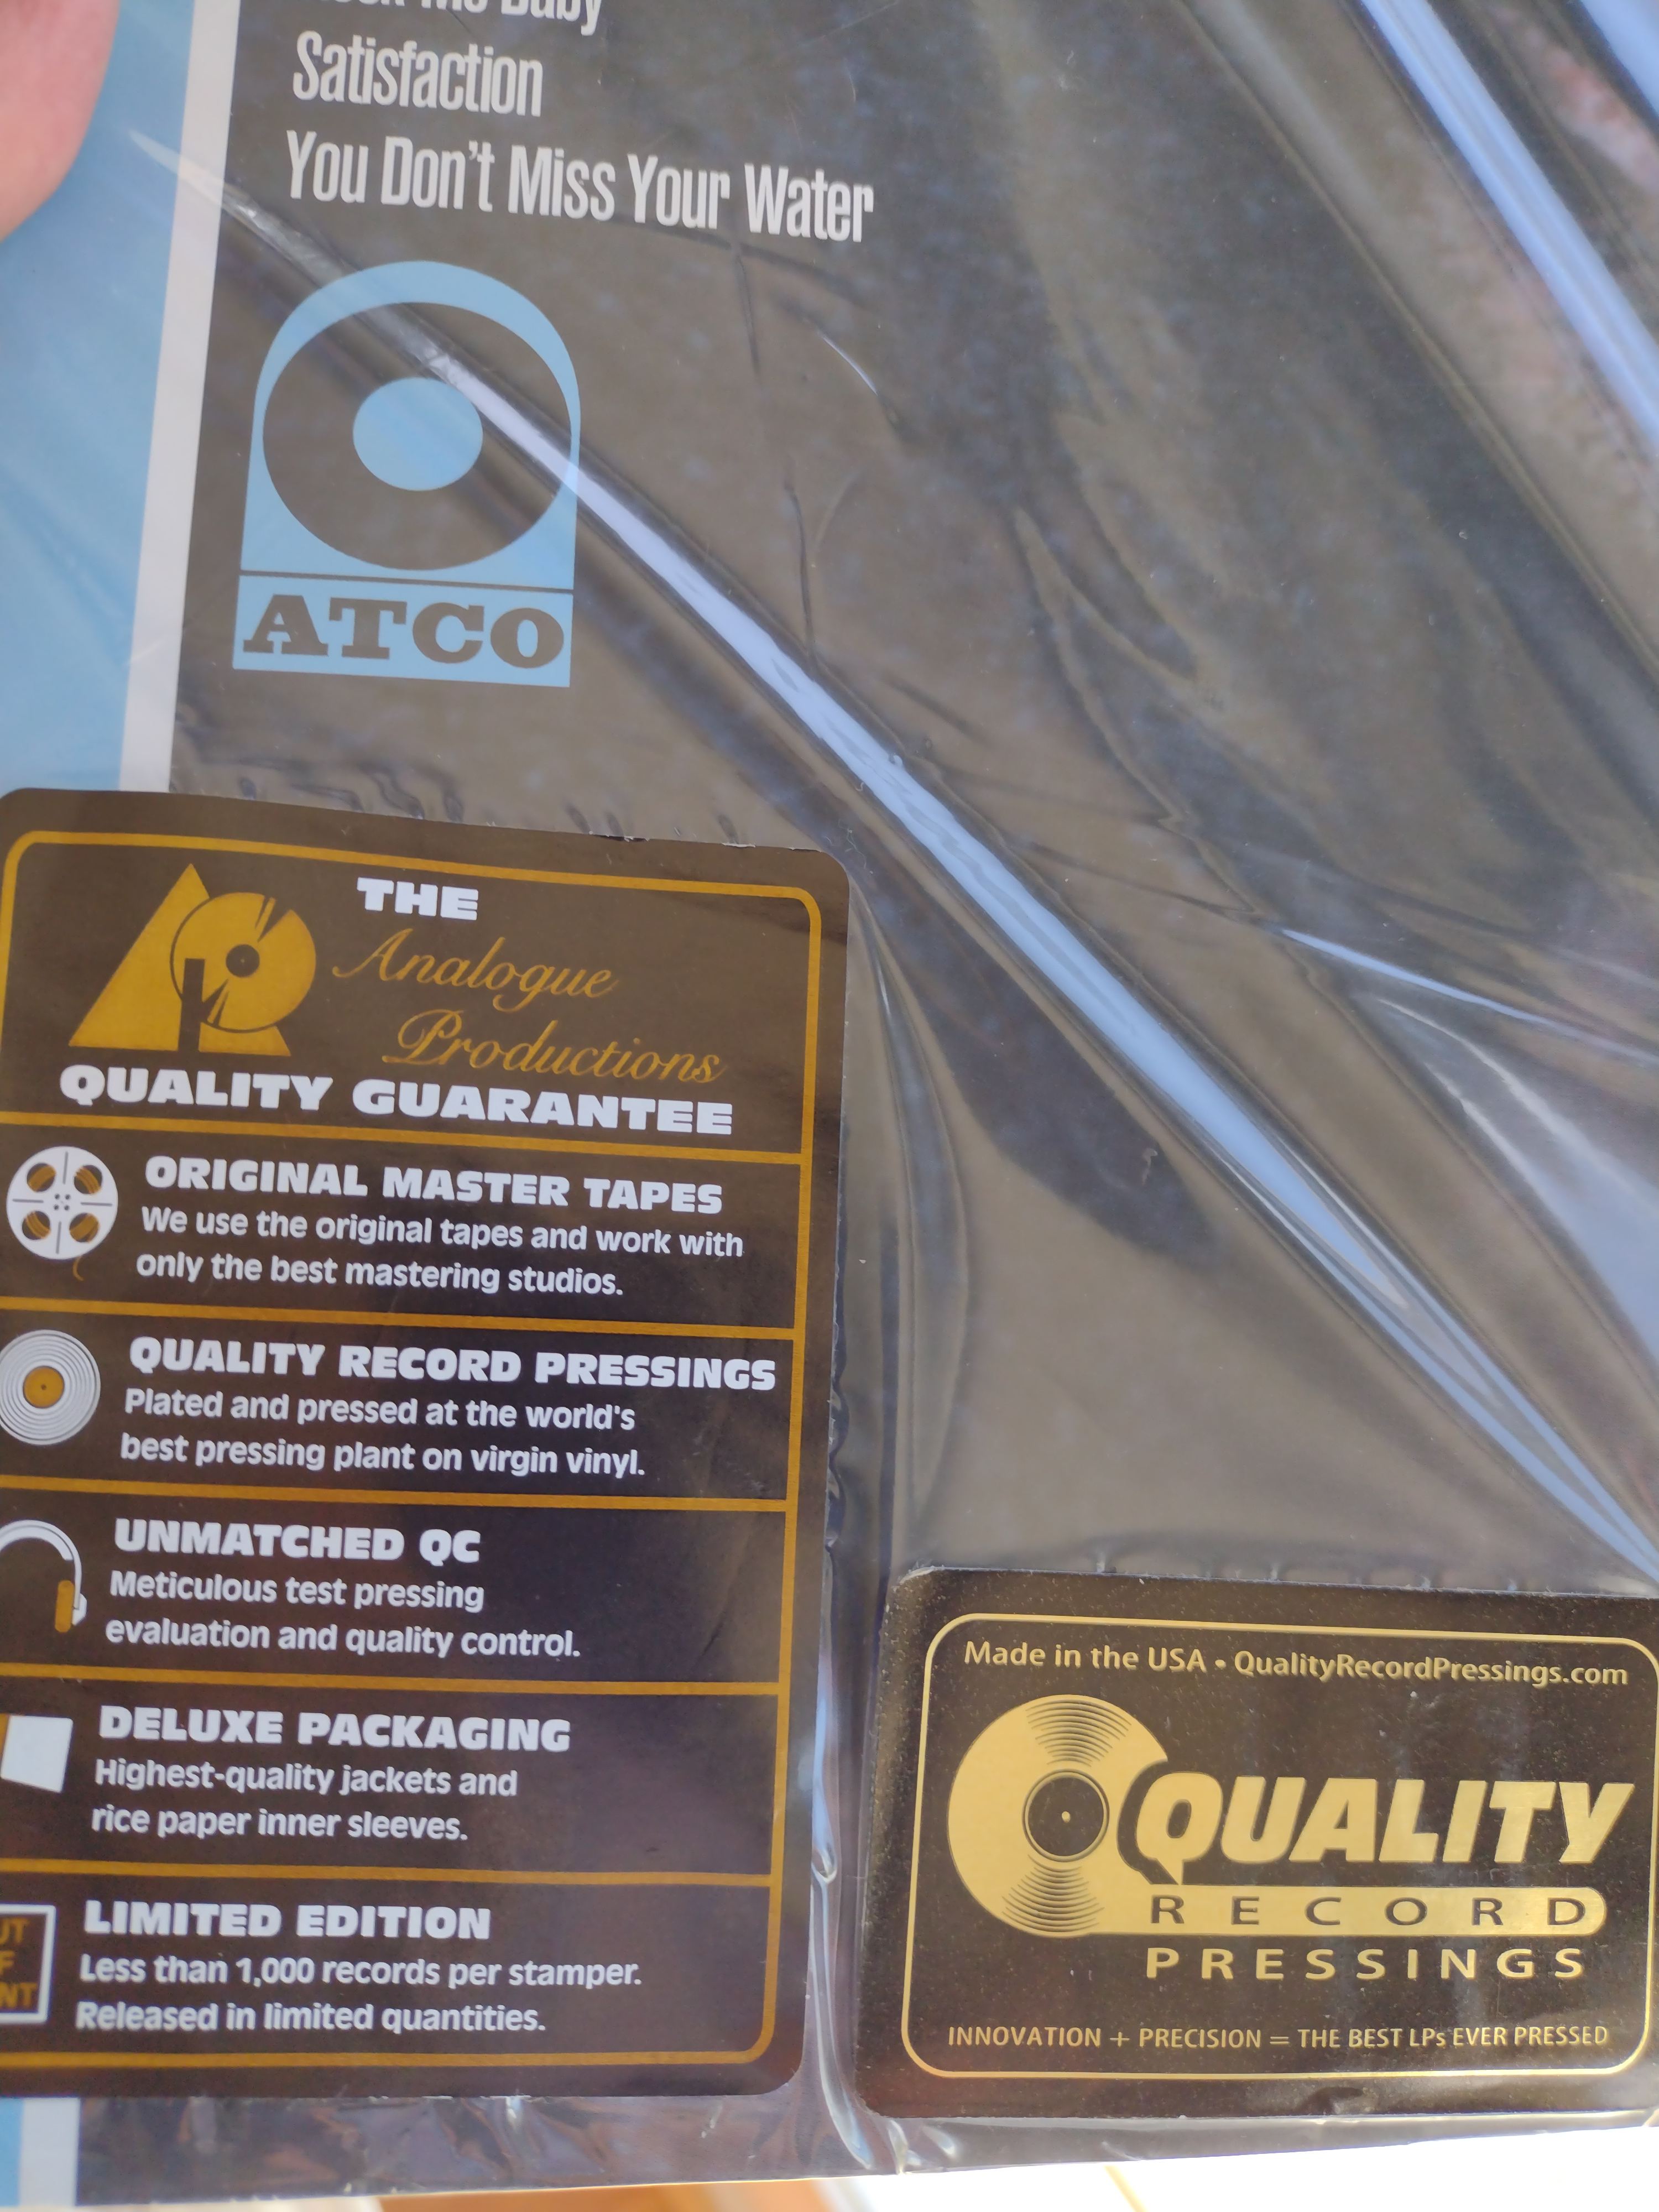 Me Baby
Satisfaction
You Don't Miss Your Water
ATCO
THE
Analogue
Productions
QUALITY GUARANTEE
ORIGINAL MASTER TAPES
We use the original tapes and work with
only the best mastering studios.
QUALITY RECORD PRESSINGS
Plated and pressed at the world's
best pressing plant on virgin vinyl.
UNMATCHED QC
Meticulous test pressing
evaluation and quality control.
DELUXE PACKAGING
Highest-quality jackets and
rice paper inner sleeves.
LIMITED EDITION
Less than 1,000 records per stamper.
Released in limited quantities.
Made in the USA • QualityRecordPressings.com
QUALITY
RECORD
PRESSINGS
INNOVATION + PRECISION = THE BEST LPs EVER PRESSED